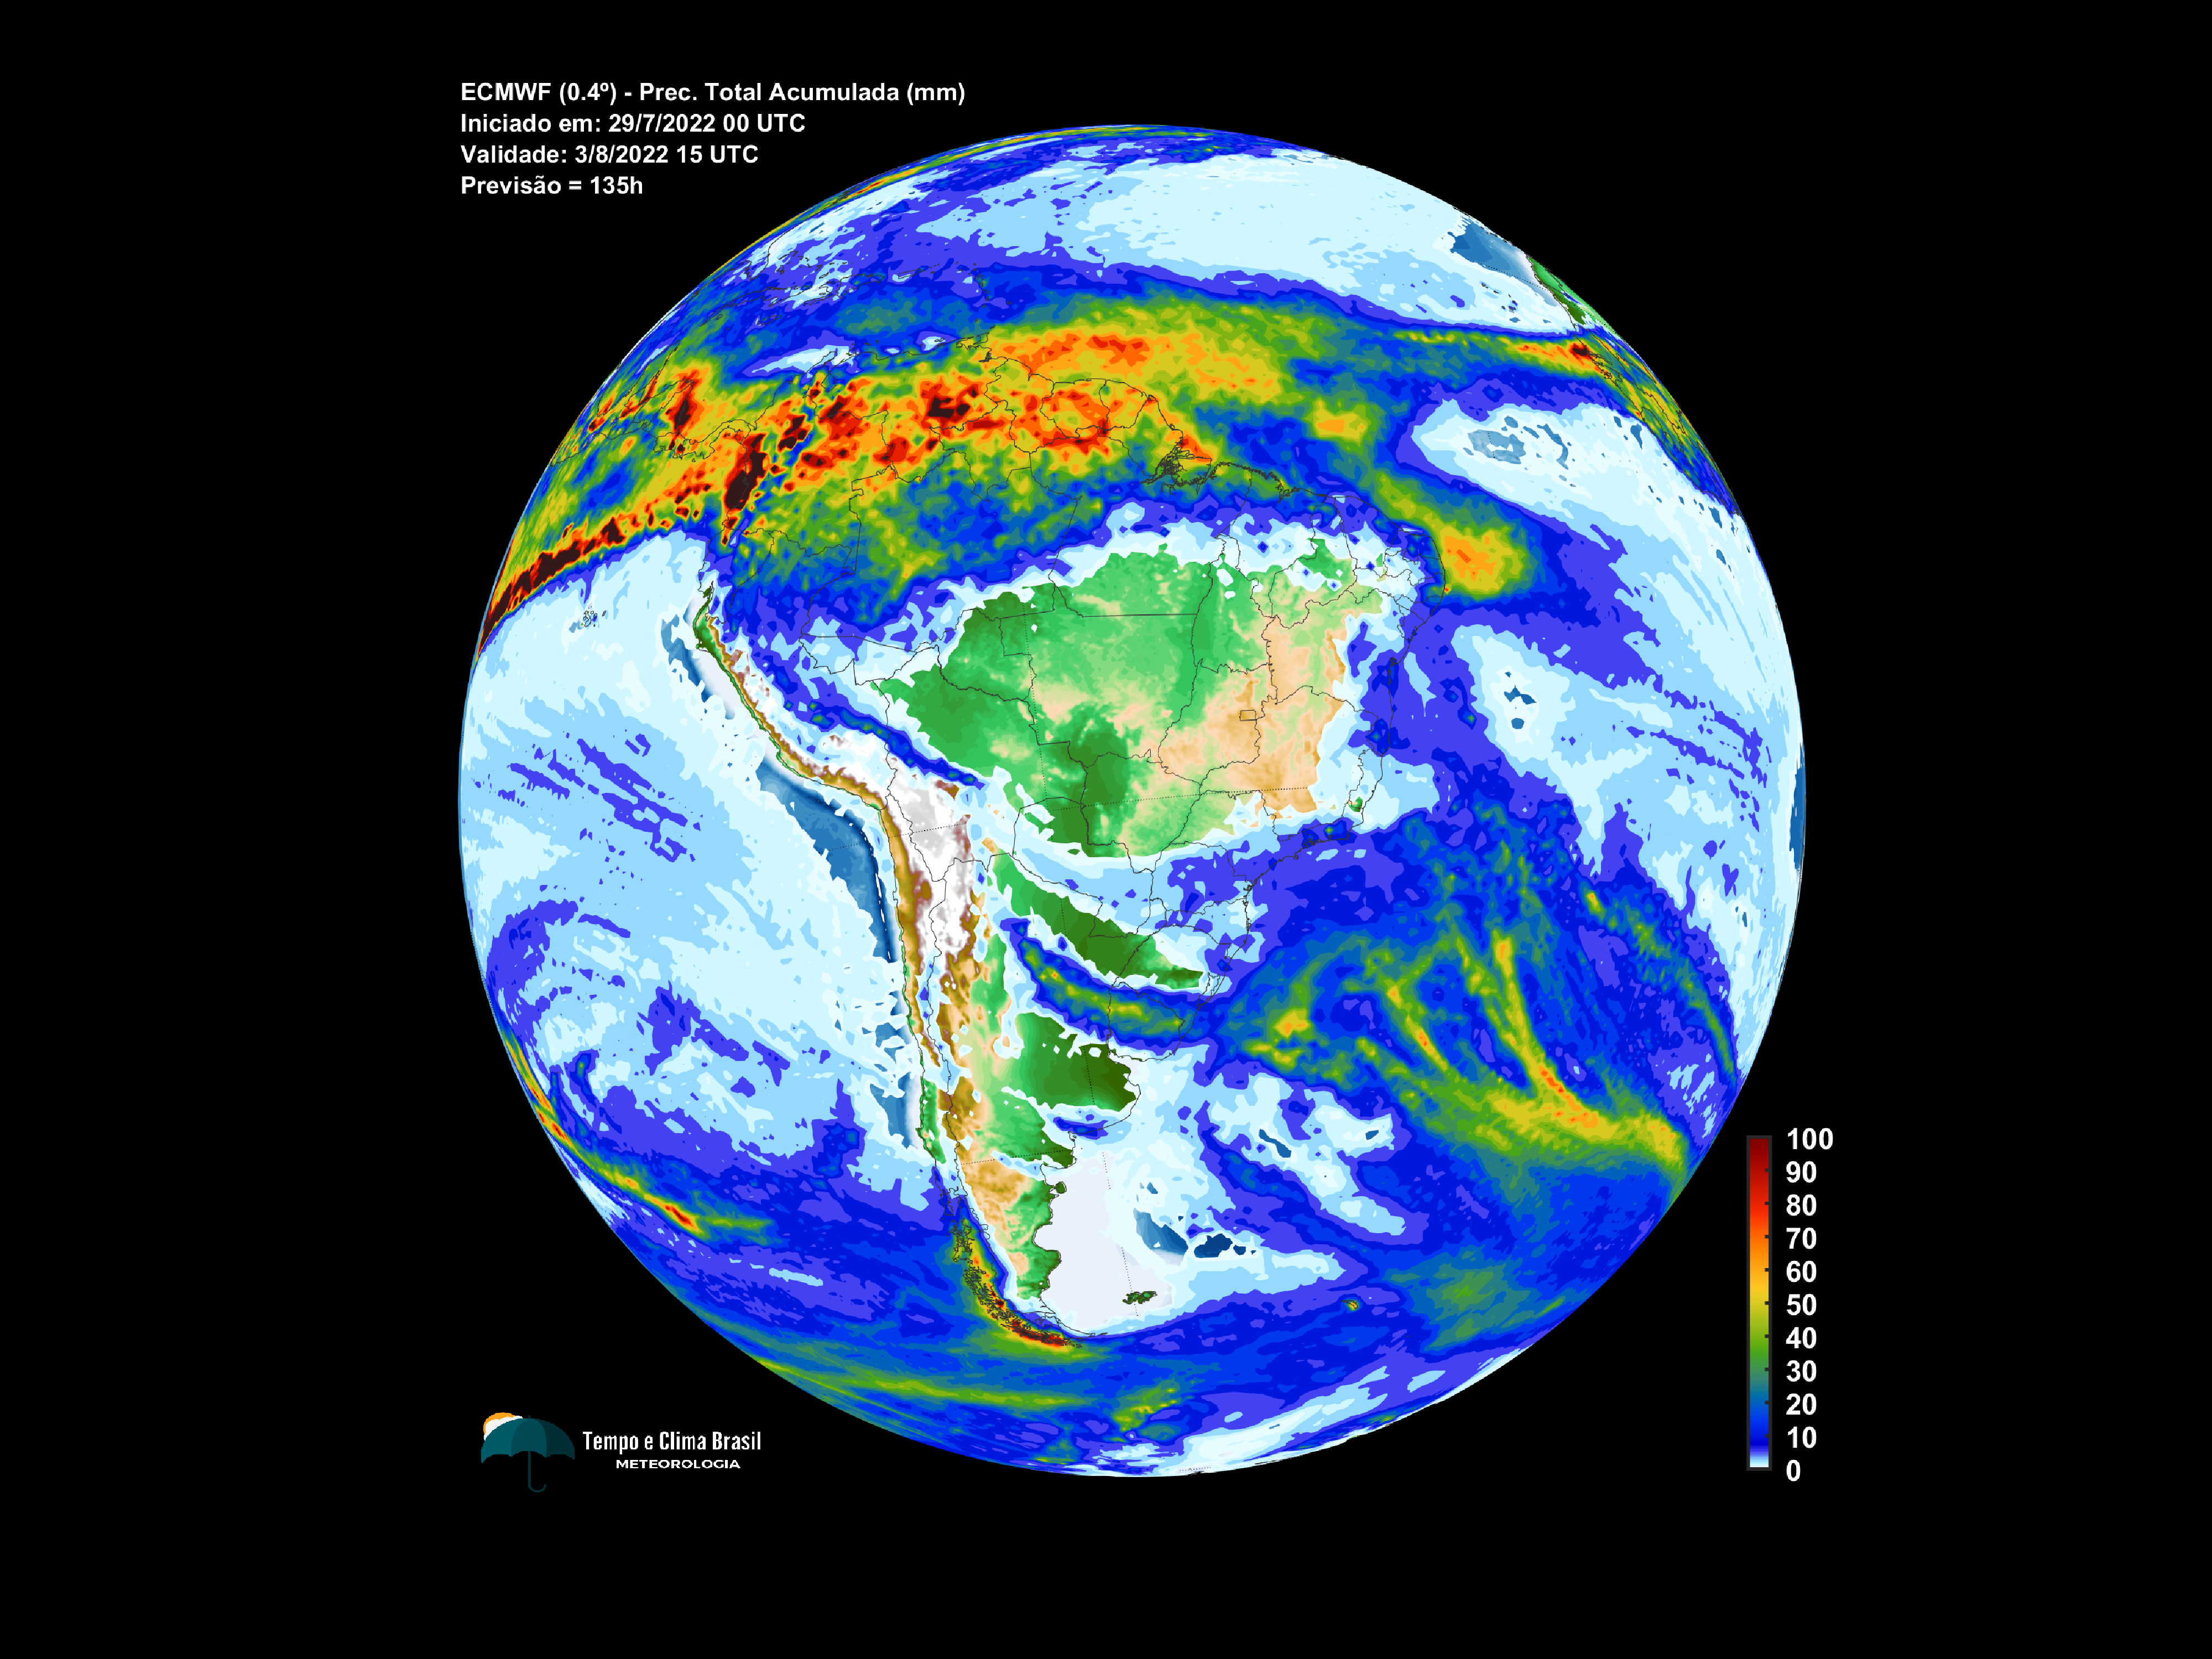 ECMWF (0.4º) - Prec. Total Acumulada (mm)
Iniciado em: 29/7/2022 00 UTC
Validade: 3/8/2022 15 UTC
Previsão = 135h
100
90
80
70
60
50
40
30
20
10
0
Tempo e Clima Brasil
METEOROLOGIA